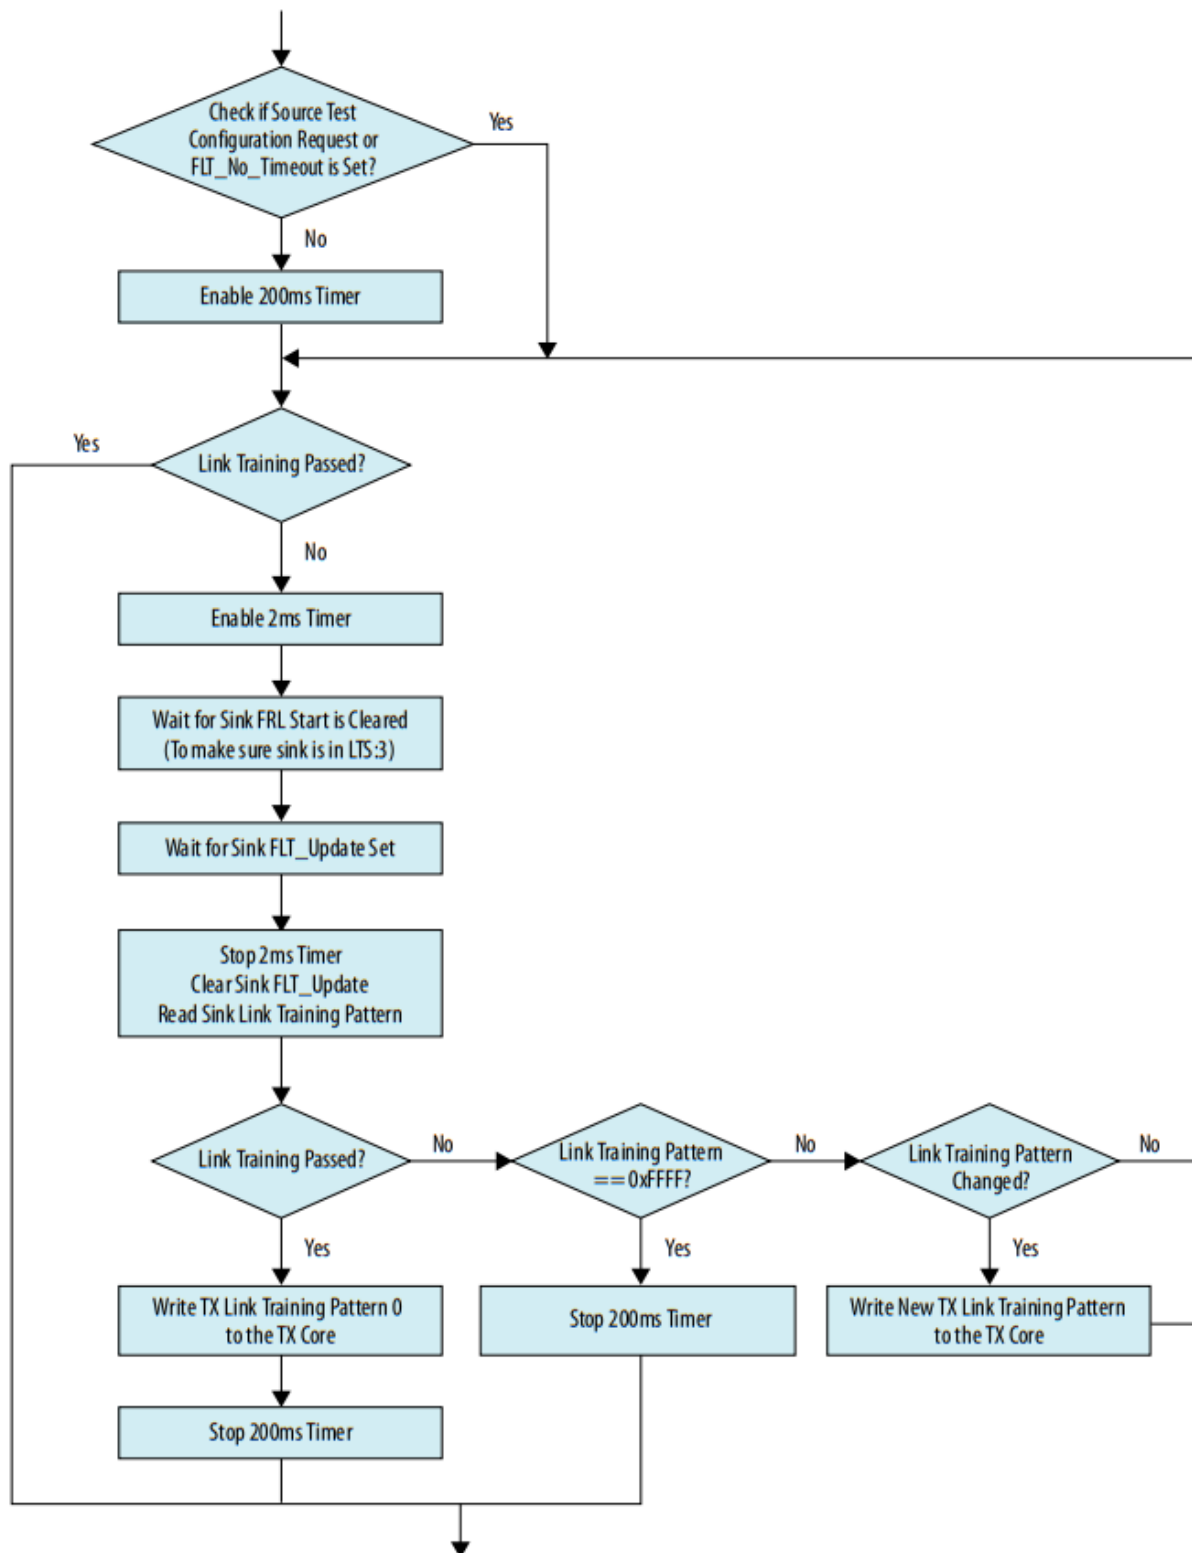 Check if Source Test
Configuration Request or
FLT_No_Timeout is Set?
Yes
No
Enable 200ms Timer
Yes
Link Training Passed?
No
Enable 2ms Timer
Wait for Sink FRL Start is Cleared
(To make sure sink is in LTS:3)
Wait for Sink FLT_Update Set
Stop 2ms Timer
Clear Sink FLT_Update
Read Sink Link Training Pattern
Link Training Passed?
No
Link Training Pattern
== 0xFFFF?
No
Link Training Pattern
Changed?
No
Yes
Yes
Yes
Write TX Link Training Pattern 0
to the TX Core
Stop 200ms Timer
Write New TX Link Training Pattern
to the TX Core
Stop 200ms Timer